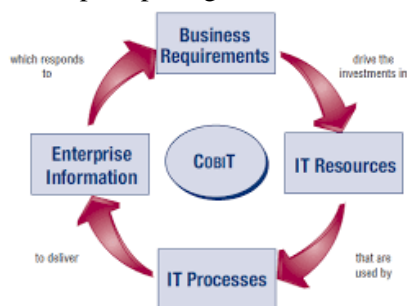 Business
Requirements
which responds
to
drive the
investments in
Enterprise
Information
COBIT
IT Resources
to deliver
that are
used by
IT Processes